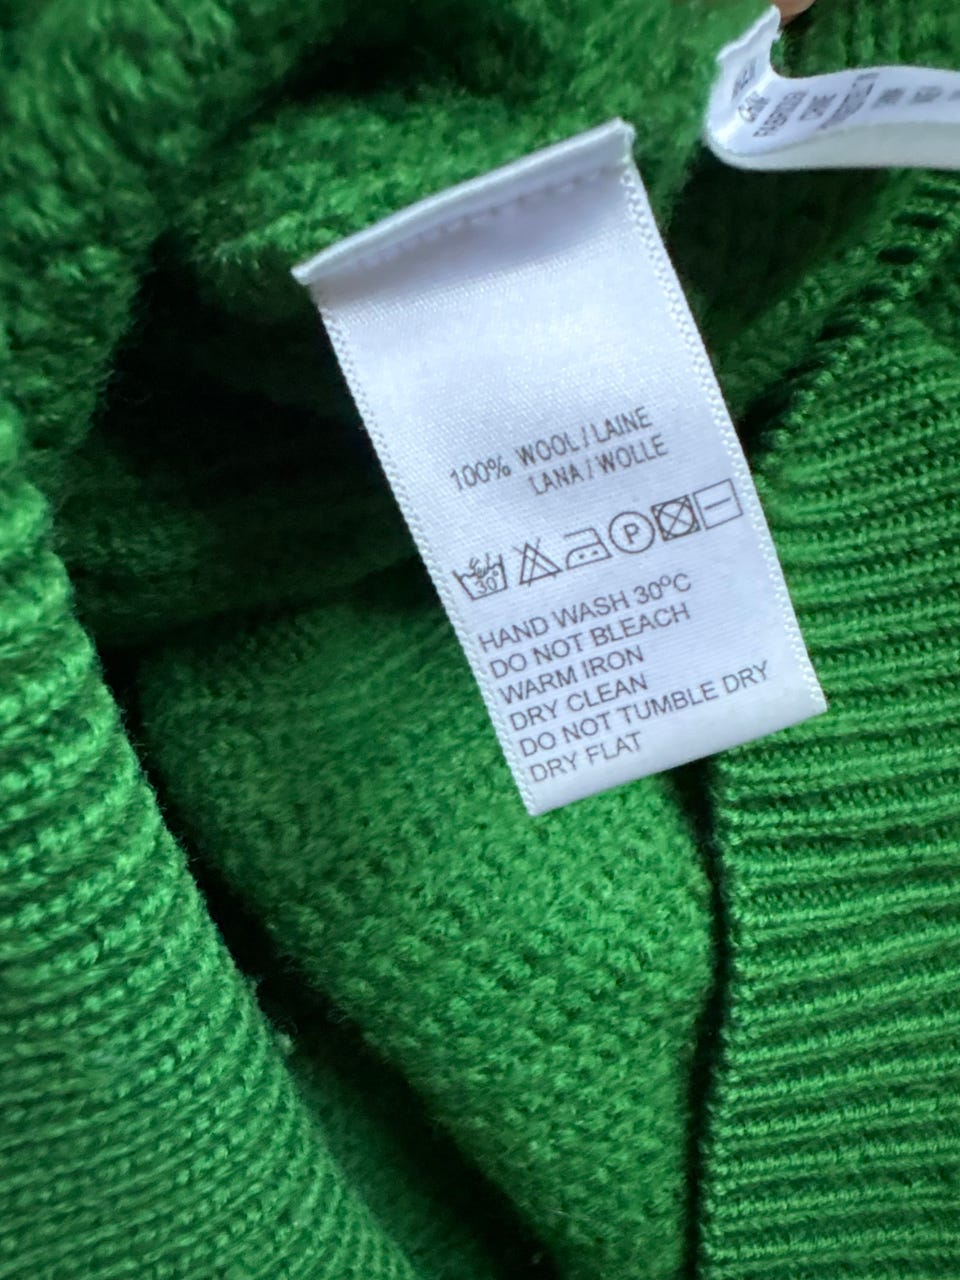 100% WOOL / LAINE
LANA / WOLLE
30°
P
HAND WASH 30°C
DO NOT BLEACH
WARM IRON
DRY CLEAN
DO NOT TUMBLE DRY
DRY FLAT